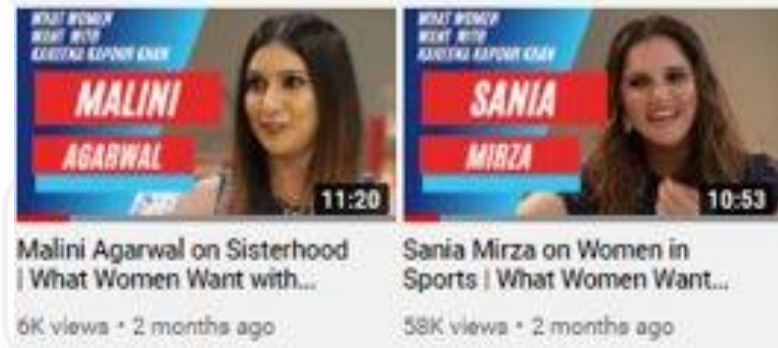 WHAT WOMEN
WANT WITH
KAREENA KAPOOR KHAN
MALINI
AGARWAL
11:20
Malini Agarwal on Sisterhood
| What Women Want with...
6K views • 2 months ago
WHAT WOMEN
WANT WITH
KAREENA KAPOOR KHAN
SANIA
MIRZA
10:53
Sania Mirza on Women in
Sports | What Women Want...
58K views • 2 months ago